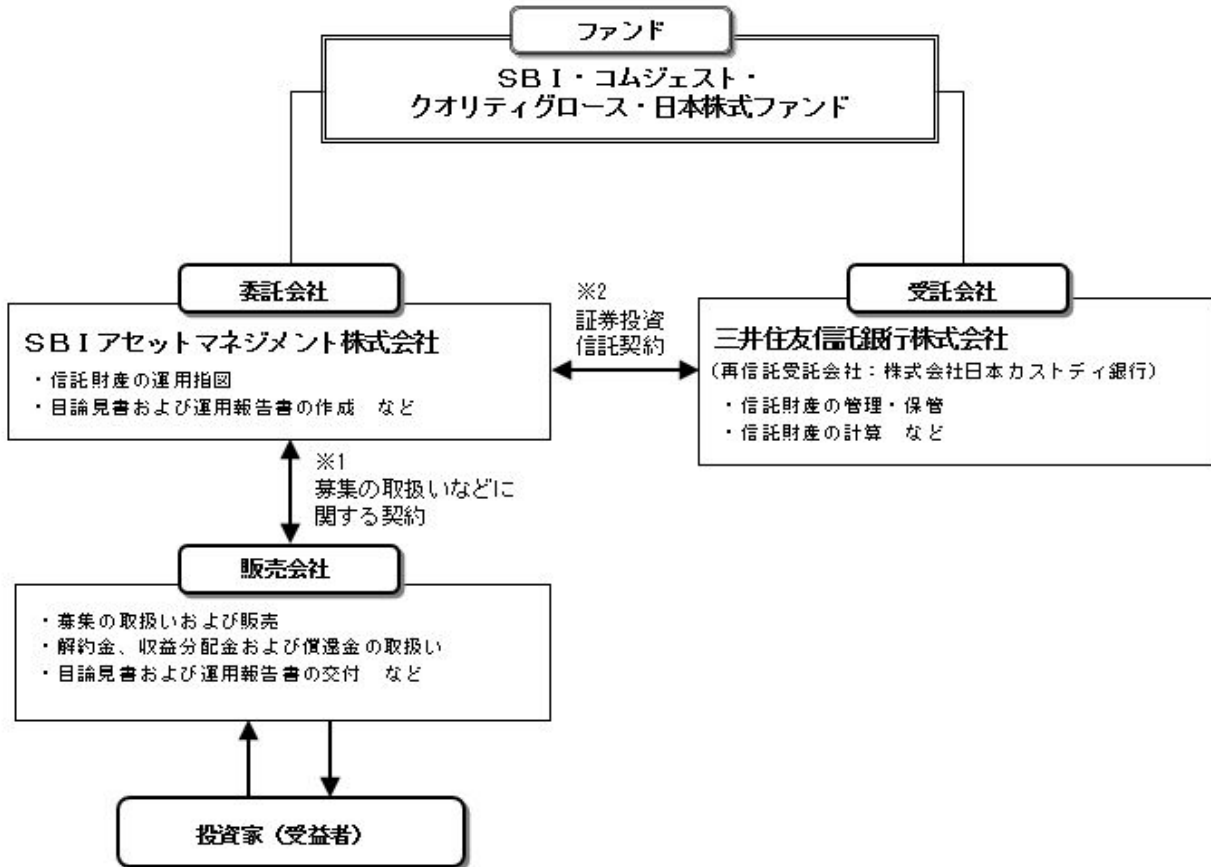 ファンド
ＳＢＩ・コムジェスト・
クオリティグロース・日本株式ファンド
委託会社
ＳＢＩアセットマネジメント株式会社
・信託財産の運用指図
・目論見書および運用報告書の作成　など
※2
証券投資
信託契約
受託会社
三井住友信託銀行株式会社
(再信託受託会社：株式会社日本カストディ銀行)
・信託財産の管理・保管
・信託財産の計算　など
※1
募集の取扱いなどに
関する契約
販売会社
・募集の取扱いおよび販売
・解約金、収益分配金および償還金の取扱い
・目論見書および運用報告書の交付　など
投資家（受益者）